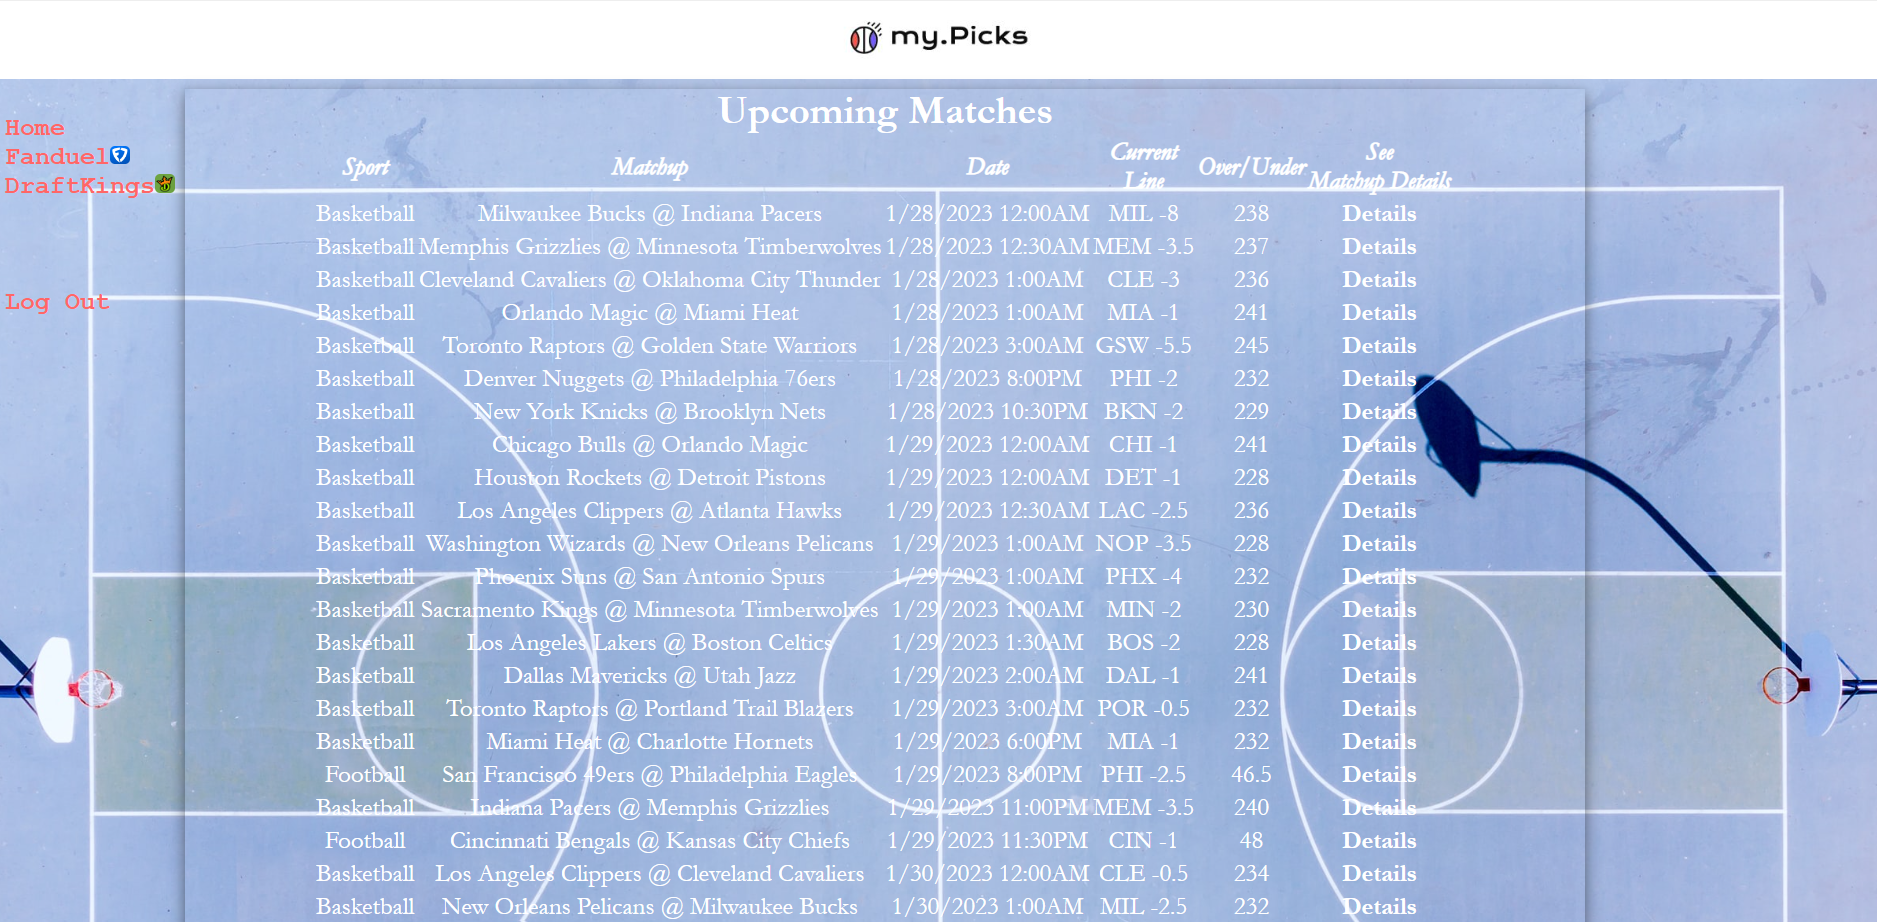 my.Picks
Home
Fanduel
DraftKings
Log Out
Upcoming Matches
Sport Matchup Date Current Line Over/Under See Matchup Details
Basketball Milwaukee Bucks @ Indiana Pacers 1/28/2023 12:00AM MIL -8 238 Details
Basketball Memphis Grizzlies @ Minnesota Timberwolves 1/28/2023 12:30AM MEM -3.5 237 Details
Basketball Cleveland Cavaliers @ Oklahoma City Thunder 1/28/2023 1:00AM CLE -3 236 Details
Basketball Orlando Magic @ Miami Heat 1/28/2023 1:00AM MIA -1 241 Details
Basketball Toronto Raptors @ Golden State Warriors 1/28/2023 3:00AM GSW -5.5 245 Details
Basketball Denver Nuggets @ Philadelphia 76ers 1/28/2023 8:00PM PHI -2 232 Details
Basketball New York Knicks @ Brooklyn Nets 1/28/2023 10:30PM BKN -2 229 Details
Basketball Chicago Bulls @ Orlando Magic 1/29/2023 12:00AM CHI -1 241 Details
Basketball Houston Rockets @ Detroit Pistons 1/29/2023 12:00AM DET -1 228 Details
Basketball Los Angeles Clippers @ Atlanta Hawks 1/29/2023 12:30AM LAC -2.5 236 Details
Basketball Washington Wizards @ New Orleans Pelicans 1/29/2023 1:00AM NOP -3.5 228 Details
Basketball Phoenix Suns @ San Antonio Spurs 1/29/2023 1:00AM PHX -4 232 Details
Basketball Sacramento Kings @ Minnesota Timberwolves 1/29/2023 1:00AM MIN -2 230 Details
Basketball Los Angeles Lakers @ Boston Celtics 1/29/2023 1:30AM BOS -2 228 Details
Basketball Dallas Mavericks @ Utah Jazz 1/29/2023 2:00AM DAL -1 241 Details
Basketball Toronto Raptors @ Portland Trail Blazers 1/29/2023 3:00AM POR -0.5 232 Details
Basketball Miami Heat @ Charlotte Hornets 1/29/2023 6:00PM MIA -1 232 Details
Football San Francisco 49ers @ Philadelphia Eagles 1/29/2023 8:00PM PHI -2.5 46.5 Details
Basketball Indiana Pacers @ Memphis Grizzlies 1/29/2023 11:00PM MEM -3.5 240 Details
Football Cincinnati Bengals @ Kansas City Chiefs 1/29/2023 11:30PM CIN -1 48 Details
Basketball Los Angeles Clippers @ Cleveland Cavaliers 1/30/2023 12:00AM CLE -0.5 234 Details
Basketball New Orleans Pelicans @ Milwaukee Bucks 1/30/2023 1:00AM MIL -2.5 232 Details